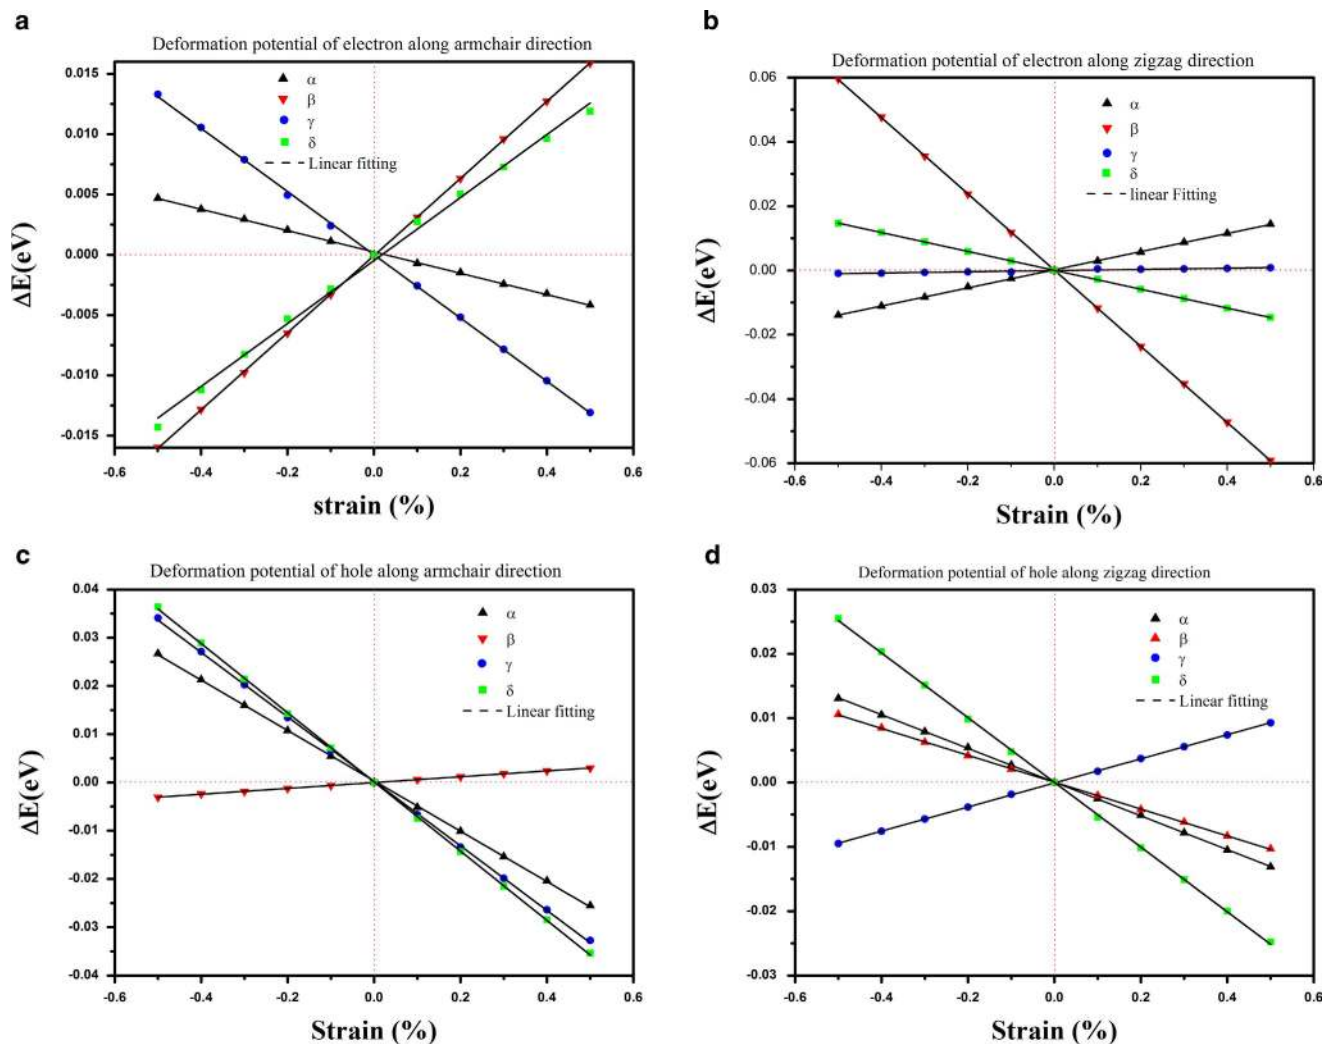 a
Deformation potential of electron along armchair direction
0.015
0.010
0.005
0.000
-0.005
-0.010
-0.015
ΔE(eV)
α
β
γ
δ
Linear fitting
-0.6 -0.4 -0.2 0.0 0.2 0.4 0.6
strain (%)
b
Deformation potential of electron along zigzag direction
0.06
0.04
0.02
0.00
-0.02
-0.04
-0.06
ΔE(eV)
α
β
γ
δ
linear Fitting
-0.6 -0.4 -0.2 0.0 0.2 0.4 0.6
Strain (%)
c
Deformation potential of hole along armchair direction
0.04
0.03
0.02
0.01
0.00
-0.01
-0.02
-0.03
-0.04
ΔE(eV)
α
β
γ
δ
Linear fitting
-0.6 -0.4 -0.2 0.0 0.2 0.4 0.6
Strain (%)
d
Deformation potential of hole along zigzag direction
0.03
0.02
0.01
0.00
-0.01
-0.02
-0.03
ΔE(eV)
α
β
γ
δ
Linear fitting
-0.6 -0.4 -0.2 0.0 0.2 0.4 0.6
Strain (%)